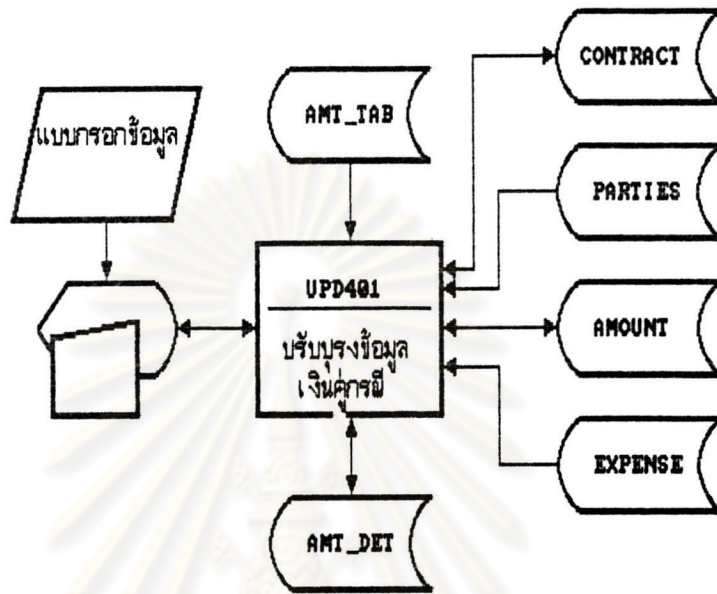 CONTRACT
AMT_TAB
แบบกรอกข้อมูล
PARTIES
UPD401
ปรับปรุงข้อมูล
เงินคู่กรณี
AMOUNT
EXPENSE
AMT_DET